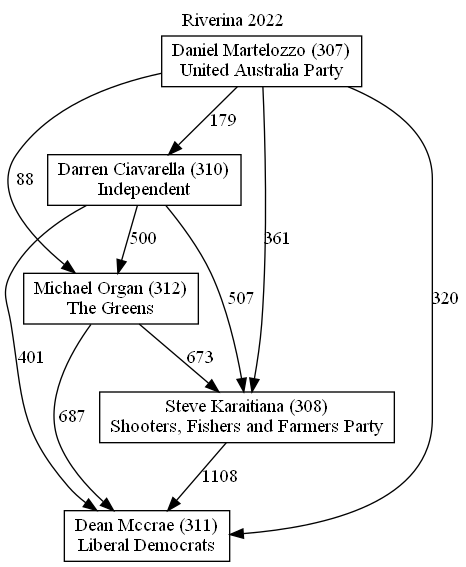 Riverina 2022
Daniel Martelozzo (307)
United Australia Party
179
Darren Ciavarella (310)
Independent
88
500
361
Michael Organ (312)
The Greens
507
320
401
673
687
Steve Karaitiana (308)
Shooters, Fishers and Farmers Party
1108
Dean Mccrae (311)
Liberal Democrats